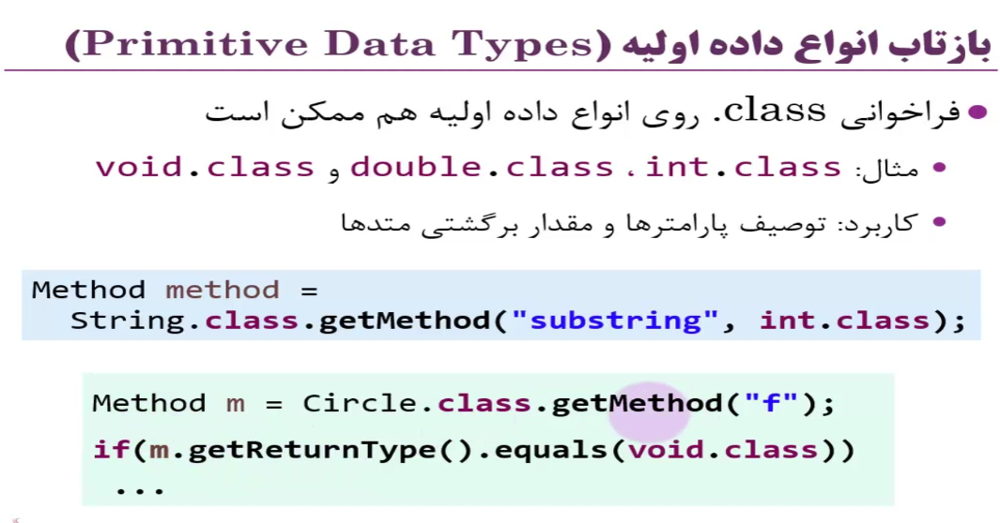 بازتاب انواع داده اولیه (Primitive Data Types)
فراخوانی class. روی انواع داده اولیه هم ممکن است
مثال: int.class ، double.class و void.class
کاربرد: توصیف پارامترها و مقدار برگشتی متدها
Method method =
String.class.getMethod("substring", int.class);
Method m = Circle.class.getMethod("f");
if(m.getReturnType().equals(void.class))
...